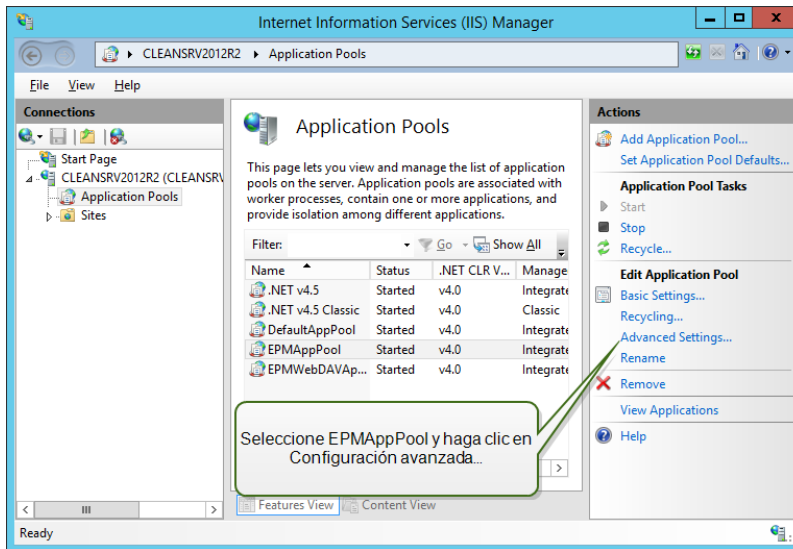 Internet Information Services (IIS) Manager
CLEANSRV2012R2 Application Pools
File View Help
Connections
Start Page
CLEANSRV2012R2 (CLEANSRV
Application Pools
Sites
Application Pools
This page lets you view and manage the list of application
pools on the server. Application pools are associated with
worker processes, contain one or more applications, and
provide isolation among different applications.
Filter: Go Show All
Name Status .NET CLR V... Manage
.NET v4.5 Started v4.0 Integrate
.NET v4.5 Classic Started v4.0 Classic
DefaultAppPool Started v4.0 Integrate
EPMAppPool Started v4.0 Integrate
EPMWebDAVAp... Started v4.0 Integrate
Seleccione EPMAppPool y haga clic en
Configuración avanzada...
Features View Content View
Actions
Add Application Pool...
Set Application Pool Defaults...
Application Pool Tasks
Start
Stop
Recycle...
Edit Application Pool
Basic Settings...
Recycling...
Advanced Settings...
Rename
Remove
View Applications
Help
Ready